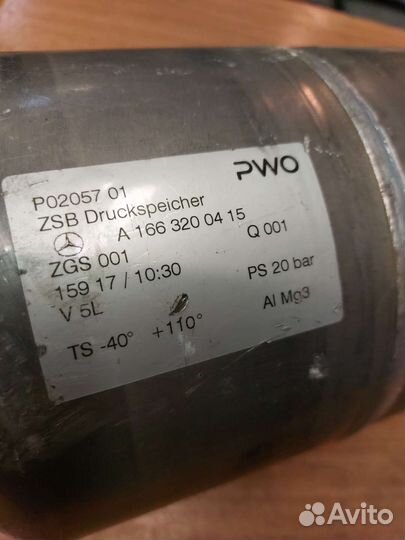 P02057 01
PWO
ZSB Druckspeicher
A 166 320 04 15
Q 001
ZGS 001
159 17 / 10:30
PS 20 bar
V 5L
Al Mg3
TS -40° +110°
Avito